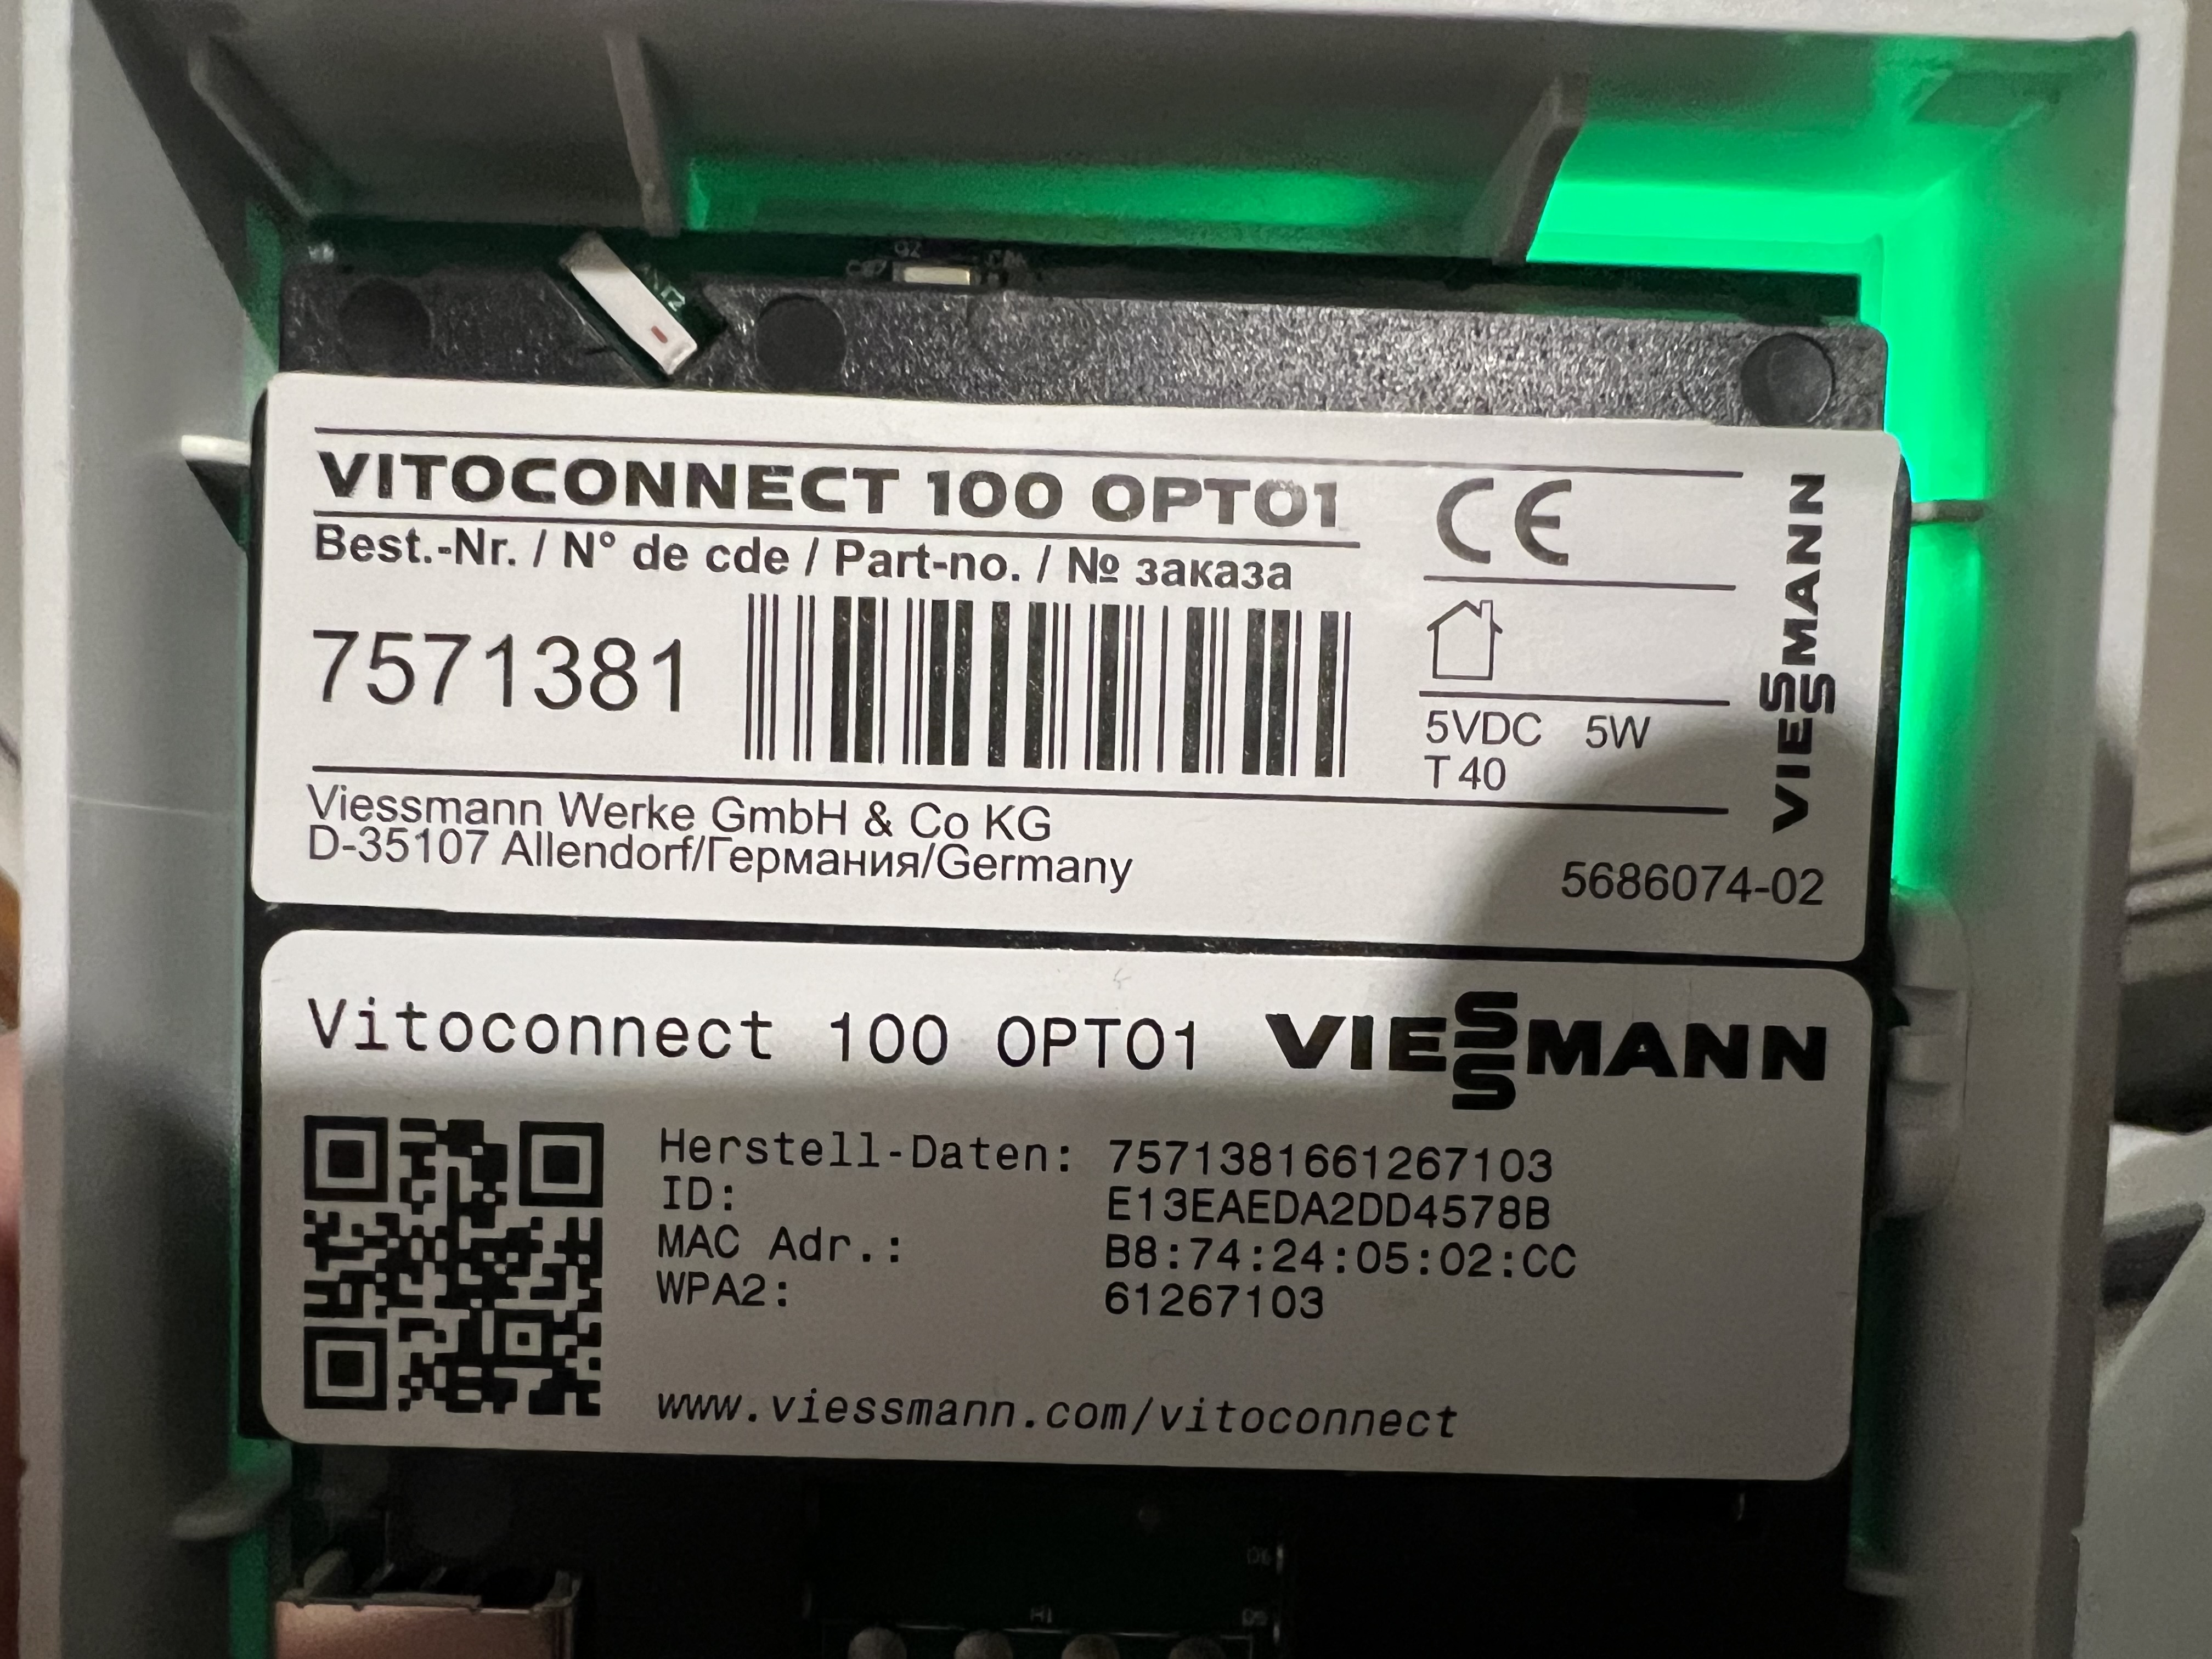 VITOCONNECT 100 OPTO1
Best.-Nr. / N° de cde / Part-no. / № заказа
7571381
CE
5VDC 5W
T40
VIESSMANN
Viessmann Werke GmbH & Co KG
D-35107 Allendorf/Германия/Germany
5686074-02
Vitoconnect 100 OPTO1 VIESSMANN
Herstell-Daten: 7571381661267103
ID: E13EAEDA2DD4578B
MAC Adr.: B8:74:24:05:02:CC
WPA2: 61267103
www.viessmann.com/vitoconnect